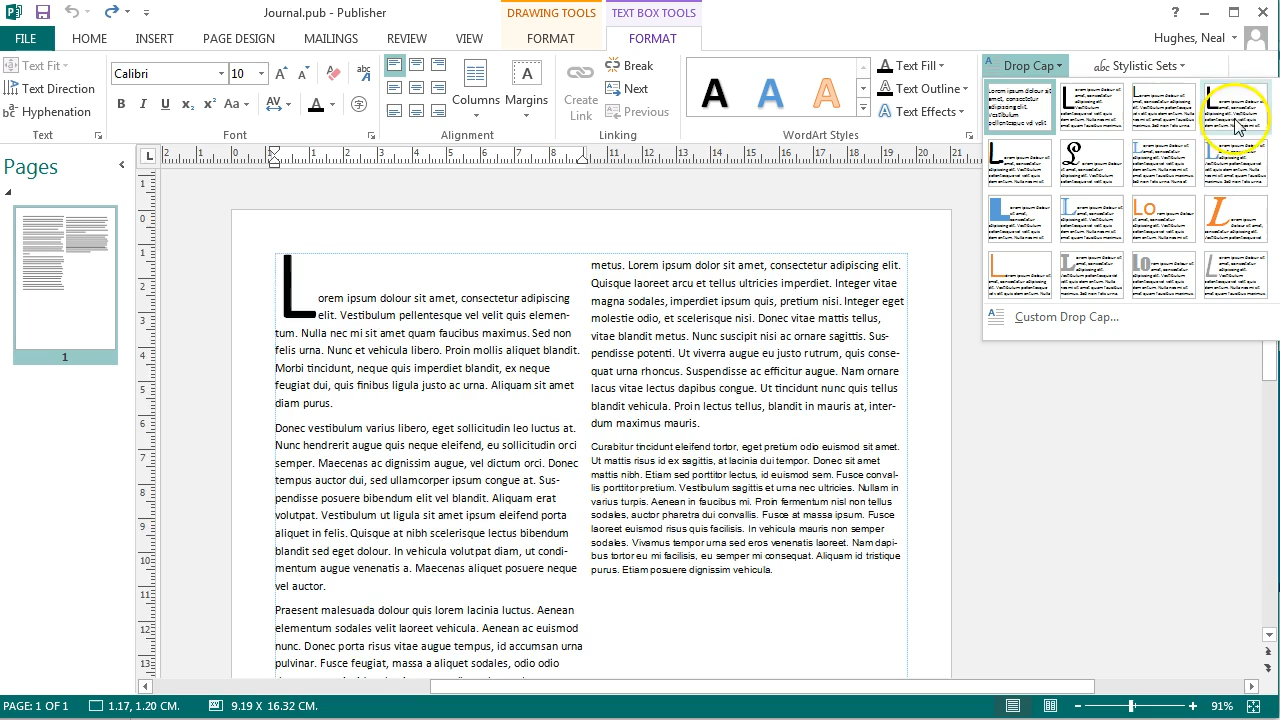 Journal.pub - Publisher
DRAWING TOOLS
TEXT BOX TOOLS
FILE
HOME
INSERT
PAGE DESIGN
MAILINGS
REVIEW
VIEW
FORMAT
FORMAT
Hughes, Neal
Text Fit
Text Direction
Hyphenation
Text
Calibri
10
Font
Columns
Margins
Alignment
Create
Link
Break
Next
Previous
Linking
A A A
WordArt Styles
Text Fill
Text Outline
Text Effects
Drop Cap
Stylistic Sets
Custom Drop Cap...
Pages
1
Lorem ipsum dolor sit amet, consectetur adipiscing
elit. Vestibulum pellentesque vel velit quis elemen-
tum. Nulla nec mi sit amet quam faucibus maximus. Sed non
felis urna. Nunc et vehicula libero. Proin mollis aliquet blandit.
Morbi tincidunt, neque quis imperdiet blandit, ex neque
feugiat dui, quis finibus ligula justo ac urna. Aliquam sit amet
diam purus.
Donec vestibulum varius libero, eget sollicitudin leo luctus at.
Nunc hendrerit augue quis neque eleifend, eu sollicitudin orci
semper. Maecenas ac dignissim augue, vel dictum orci. Donec
tempus auctor dui, sed ullamcorper ipsum congue at. Sus-
pendisse posuere bibendum elit vel blandit. Aliquam erat
volutpat. Vestibulum ut ligula sit amet ipsum eleifend porta
aliquet in felis. Quisque at nibh scelerisque lectus bibendum
blandit sed eget dolour. In vehicula volutpat diam, ut condi-
mentum augue venenatis a. Maecenas aliquet posuere neque
vel auctor.
Praesent malesuada dolour quis lorem lacinia luctus. Aenean
elementum sodales velit laoreet vehicula. Aenean ac euismod
nunc. Donec porta risus vitae augue tempus, id accumsan urna
pulvinar. Fusce feugiat, massa a aliquet sodales, odio odio
metus. Lorem ipsum dolor sit amet, consectetur adipiscing elit.
Quisque laoreet arcu et tellus ultricies imperdiet. Integer vitae
magna sodales, imperdiet ipsum quis, pretium nisi. Integer eget
molestie odio, et scelerisque nisi. Donec vitae mattis tellus,
vitae blandit metus. Nunc suscipit nisi ac ornare sagittis. Sus-
pendisse potenti. Ut viverra augue eu justo rutrum, quis conse-
quat urna rhoncus. Suspendisse ac efficitur augue. Nam ornare
lacus vitae lectus dapibus congue. Ut tincidunt nunc quis tellus
blandit vehicula. Proin lectus tellus, blandit in mauris at, inter-
dum maximus mauris.
Curabitur tincidunt eleifend tortor, eget pretium odio euismod sit amet.
Ut mattis risus id ex sagittis, at lacinia dui tempor. Donec sit amet
mattis nibh. Etiam sed porttitor lectus, id euismod sem. Fusce conval-
lis porttitor pretium. Vestibulum sagittis et urna nec ultricies. Nullam in
varius turpis. Aenean in faucibus mi. Proin fermentum nisl non tellus
sodales, auctor pharetra dui convallis. Fusce at massa ipsum. Fusce
laoreet euismod risus quis facilisis. In vehicula mauris non semper
sodales. Vivamus tempor urna sed eros venenatis laoreet. Nam dapi-
bus tortor eu mi facilisis, eu semper mi consequat. Aliquam id tristique
purus. Etiam posuere dignissim vehicula.
PAGE: 1 OF 1
1.17, 1.20 CM.
9.19 X 16.32 CM.
91%